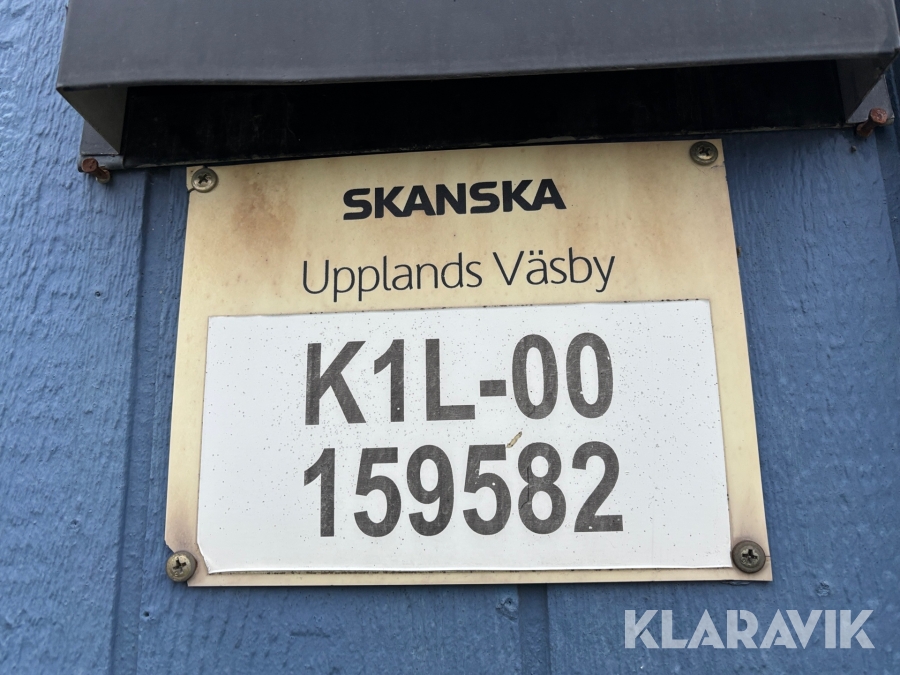 SKANSKA
Upplands Väsby
K1L-00
159582
KLARAVIK